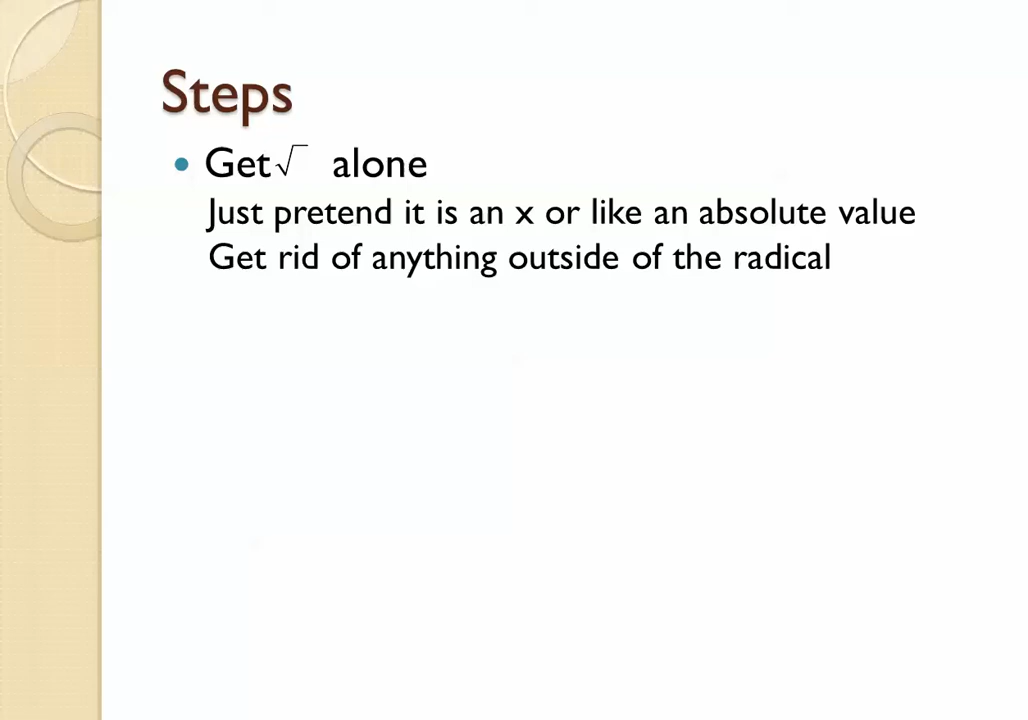 Steps
• Get √ alone
Just pretend it is an x or like an absolute value
Get rid of anything outside of the radical